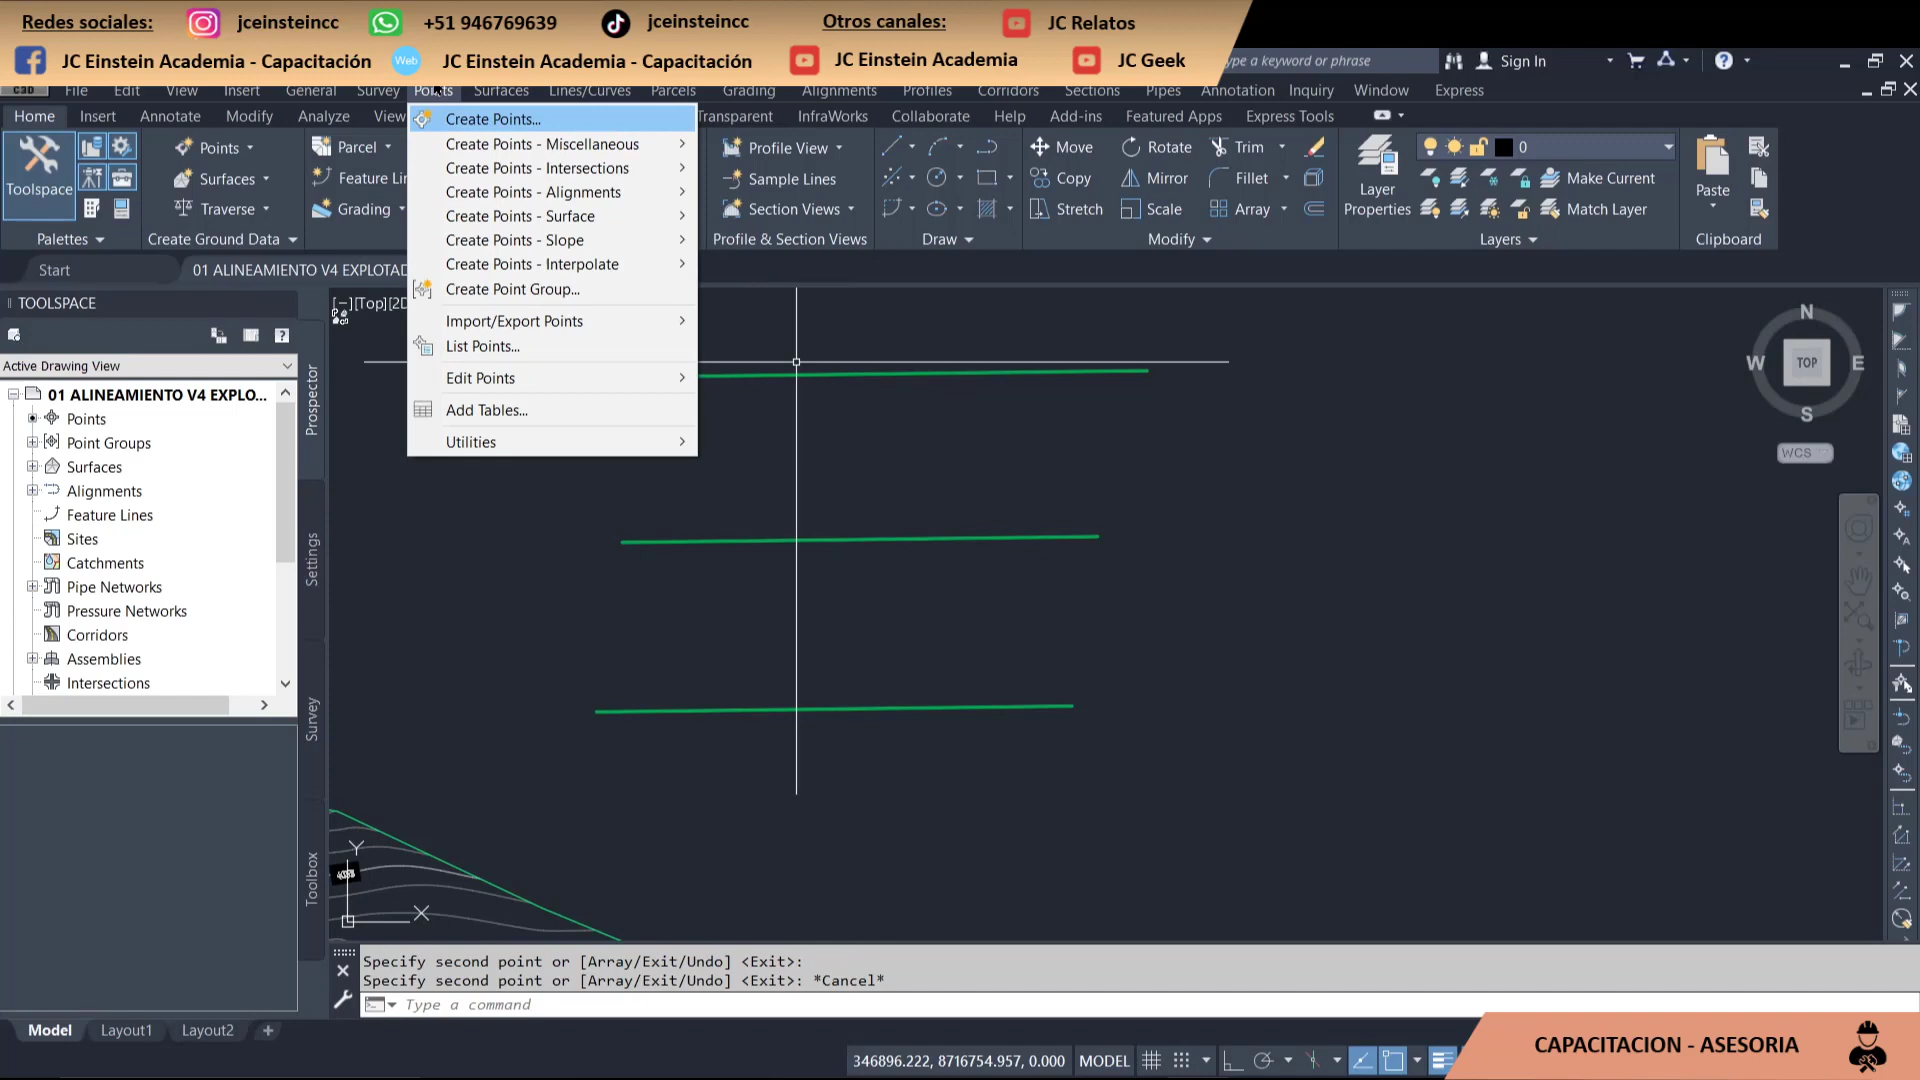 Redes sociales: jceinsteincc +51 946769639 jceinsteincc Otros canales: JC Relatos
JC Einstein Academia - Capacitación Web JC Einstein Academia - Capacitación JC Einstein Academia JC Geek
ype a keyword or phrase Sign In
File Edit View Insert General Survey Points Surfaces Lines/Curves Parcels Grading Alignments Profiles Corridors Sections Pipes Annotation Inquiry Window Express
Home Insert Annotate Modify Analyze View Transparent InfraWorks Collaborate Help Add-ins Featured Apps Express Tools
Toolspace
Points
Surfaces
Traverse
Parcel
Feature Lin
Grading
Profile View
Sample Lines
Section Views
Move Rotate Trim
Copy Mirror Fillet
Stretch Scale Array
Layer
Properties
0
Make Current
Match Layer
Paste
Palettes Create Ground Data Profile & Section Views Draw Modify Layers Clipboard
Create Points...
Create Points - Miscellaneous
Create Points - Intersections
Create Points - Alignments
Create Points - Surface
Create Points - Slope
Create Points - Interpolate
Create Point Group...
Import/Export Points
List Points...
Edit Points
Add Tables...
Utilities
Start 01 ALINEAMIENTO V4 EXPLOTAD
TOOLSPACE
Active Drawing View
01 ALINEAMIENTO V4 EXPLO...
Points
Point Groups
Surfaces
Alignments
Feature Lines
Sites
Catchments
Pipe Networks
Pressure Networks
Corridors
Assemblies
Intersections
Prospector
Settings
Survey
Toolbox
[−][Top][2D
N
W TOP E
S
WCS
Y
X
Specify second point or [Array/Exit/Undo] <Exit>:
Specify second point or [Array/Exit/Undo] <Exit>: *Cancel*
Type a command
Model Layout1 Layout2 +
346896.222, 8716754.957, 0.000 MODEL
CAPACITACION - ASESORIA